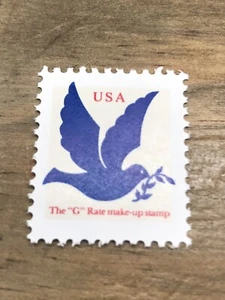 USA
The "G" Rate make-up stamp